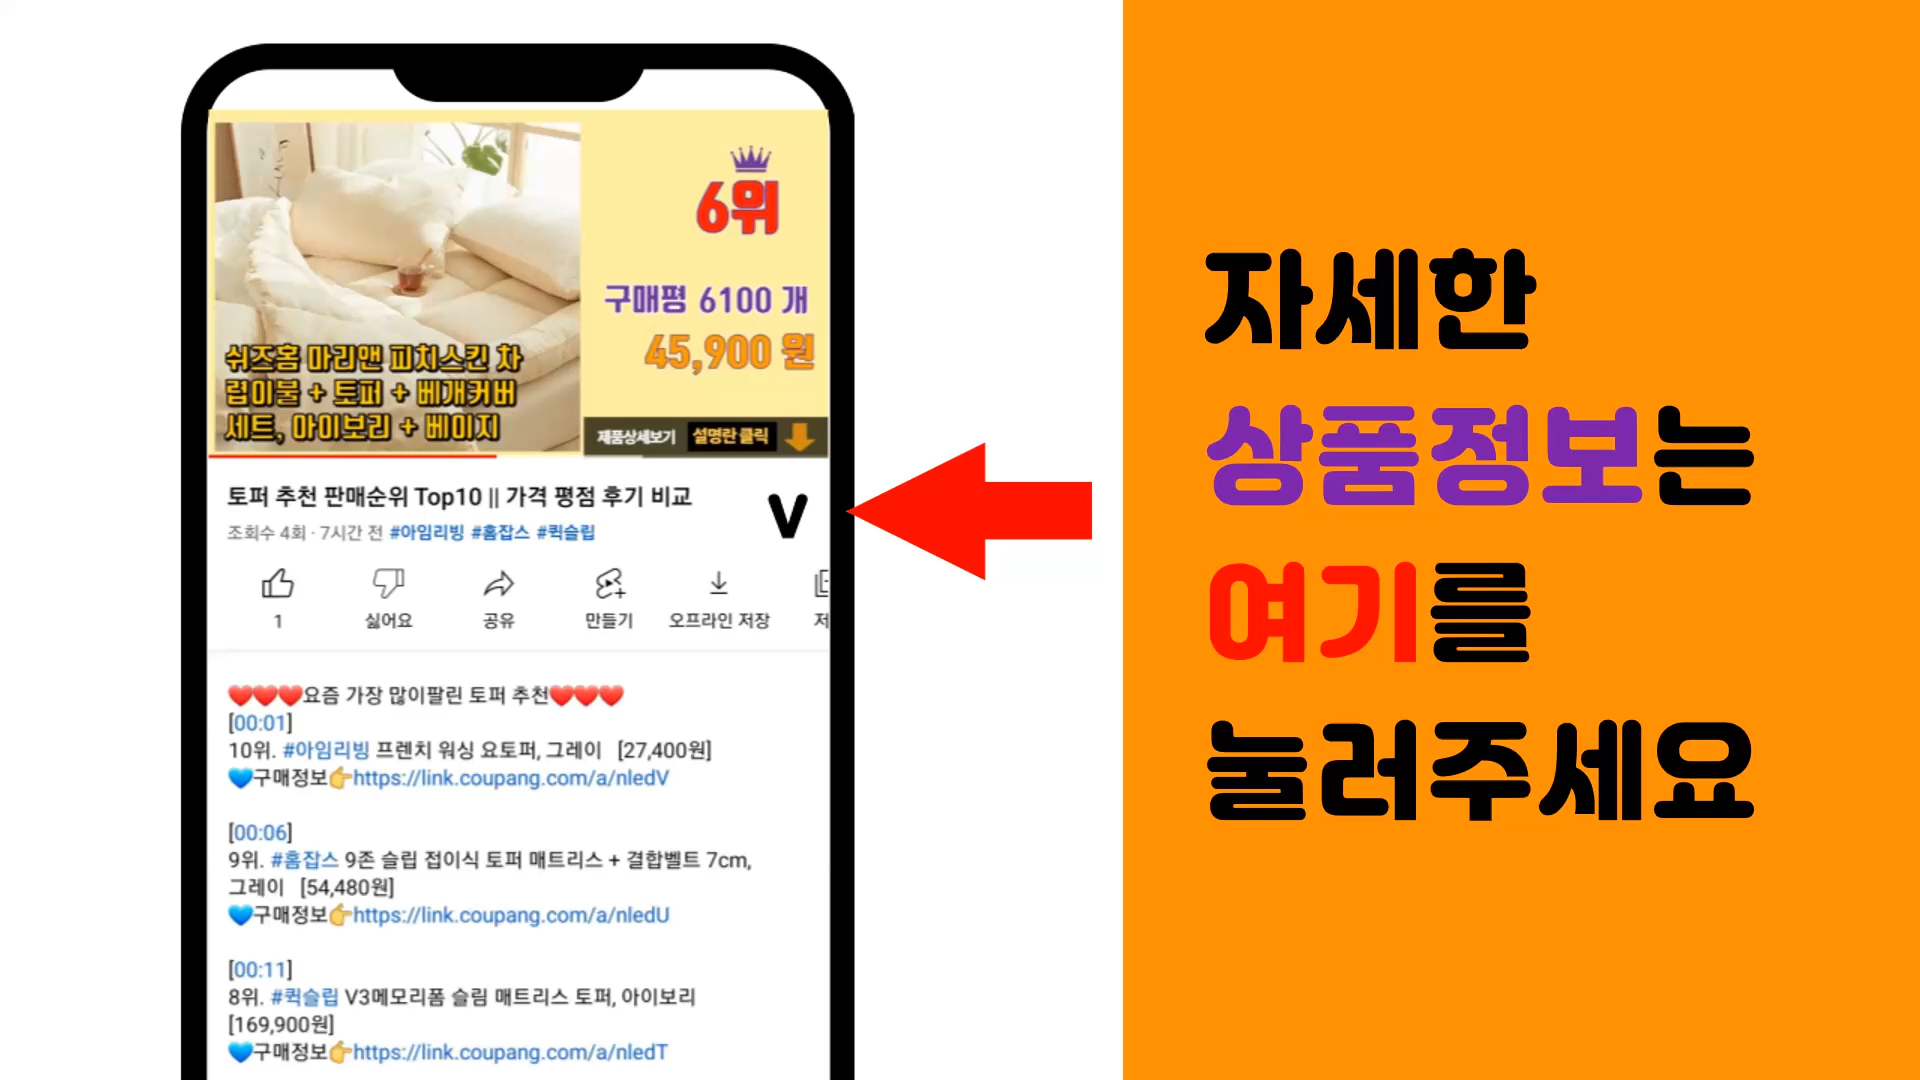 6위
구매평 6100 개
45,900 원
쉬즈홈 마리앤 피치스킨 차
렵이불 + 토퍼 + 베개커버
세트, 아이보리 + 베이지
제품상세보기 설명란 클릭
토퍼 추천 판매순위 Top10 || 가격 평점 후기 비교
V
조회수 4회 · 7시간 전 #아임리빙 #홈잡스 #퀵슬립
1 싫어요 공유 만들기 오프라인 저장 저
❤️❤️❤️요즘 가장 많이팔린 토퍼 추천❤️❤️❤️
[00:01]
10위. #아임리빙 프렌치 워싱 요토퍼, 그레이 [27,400원]
💙구매정보👉https://link.coupang.com/a/nledV
[00:06]
9위. #홈잡스 9존 슬립 접이식 토퍼 매트리스 + 결합벨트 7cm,
그레이 [54,480원]
💙구매정보👉https://link.coupang.com/a/nledU
[00:11]
8위. #퀵슬립 V3메모리폼 슬림 매트리스 토퍼, 아이보리
[169,900원]
💙구매정보👉https://link.coupang.com/a/nledT
자세한
상품정보는
여기를
눌러주세요